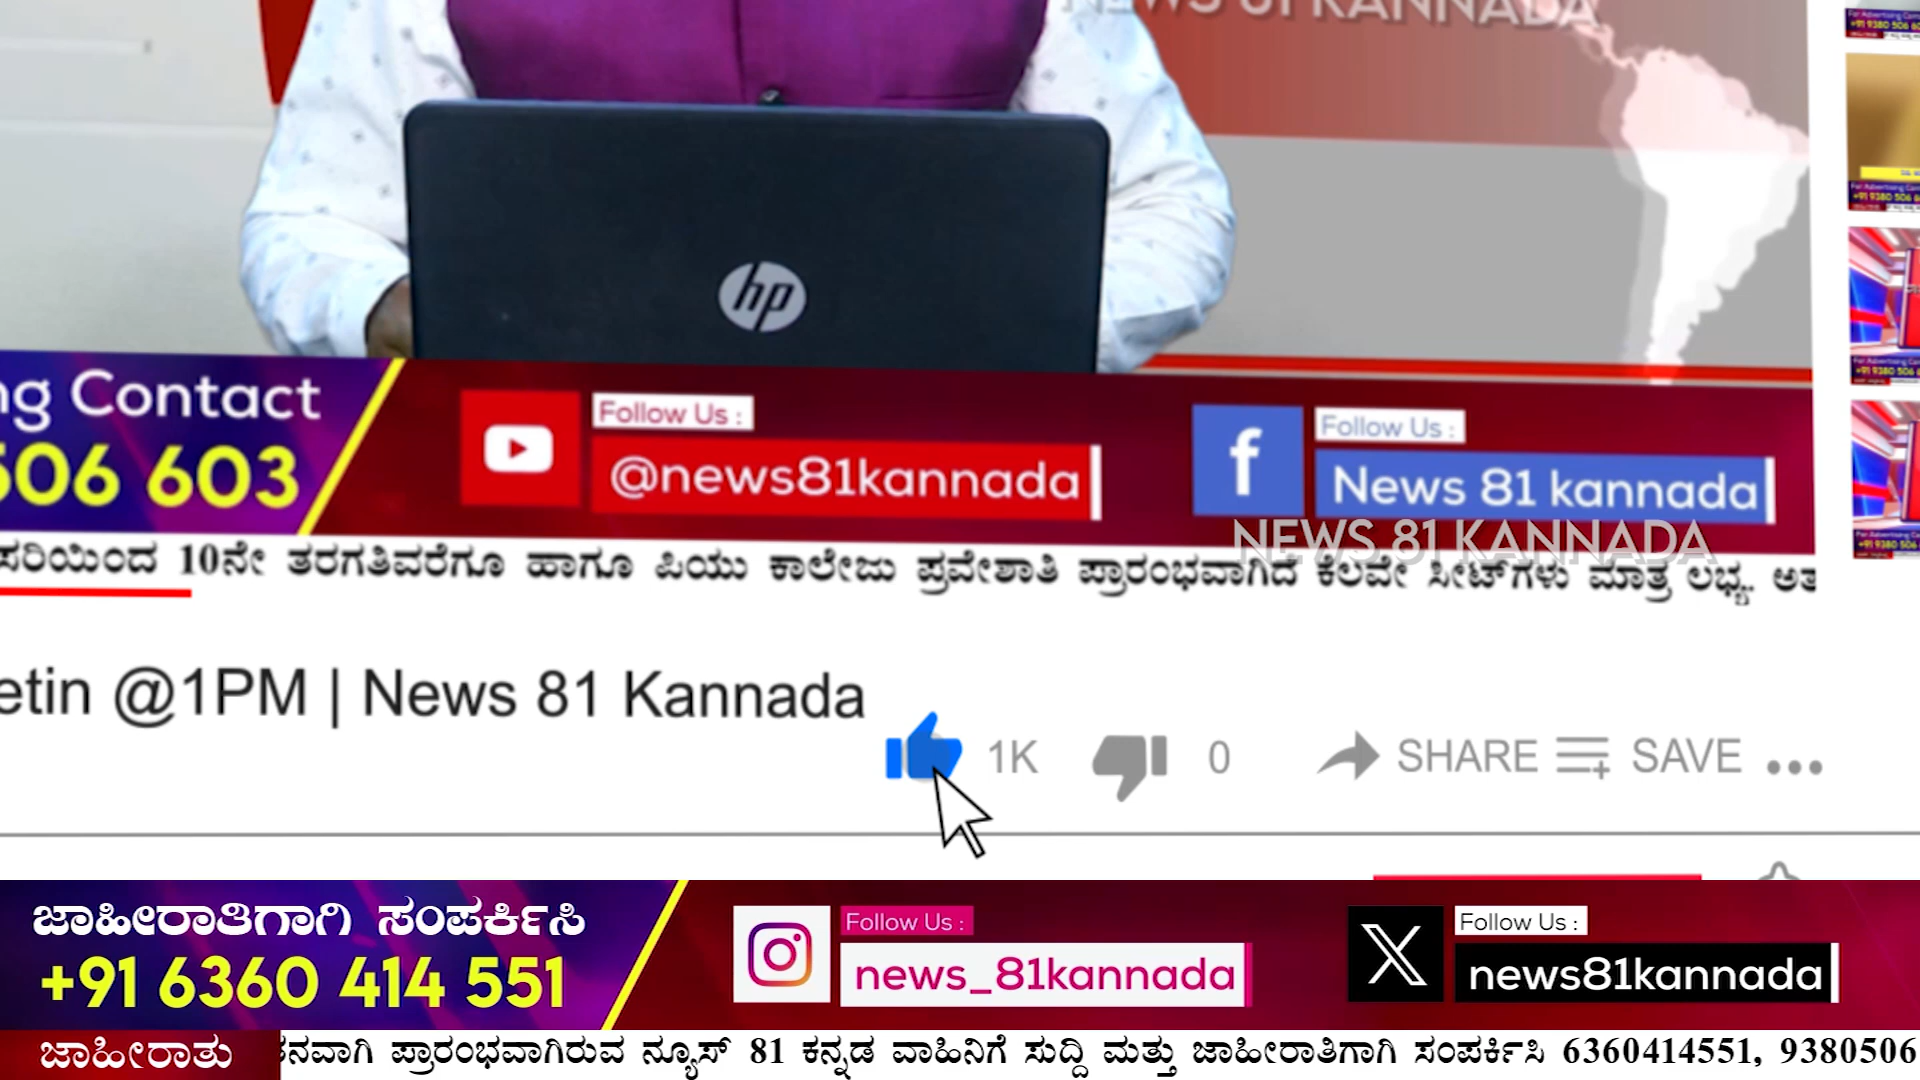 NEWS 81 KANNADA
hp
Contact
506 603
Follow Us :
@news81kannada
Follow Us :
News 81 kannada
NEWS 81 KANNADA
10ನೇ ತರಗತಿವರೆಗೂ ಹಾಗೂ ಪಿಯು ಕಾಲೇಜು ಪ್ರವೇಶಾತಿ ಪ್ರಾರಂಭವಾಗಿದೆ ಕೆಲವೇ ಸೀಟ್‌ಗಳು ಮಾತ್ರ ಲಭ್ಯ.
@1PM | News 81 Kannada
1K 0 SHARE SAVE ...
ಜಾಹೀರಾತಿಗಾಗಿ ಸಂಪರ್ಕಿಸಿ
+91 6360 414 551
Follow Us :
news_81kannada
Follow Us :
news81kannada
ಜಾಹೀರಾತು
ಪ್ರಾರಂಭವಾಗಿರುವ ನ್ಯೂಸ್ 81 ಕನ್ನಡ ವಾಹಿನಿಗೆ ಸುದ್ದಿ ಮತ್ತು ಜಾಹೀರಾತಿಗಾಗಿ ಸಂಪರ್ಕಿಸಿ 6360414551, 9380506